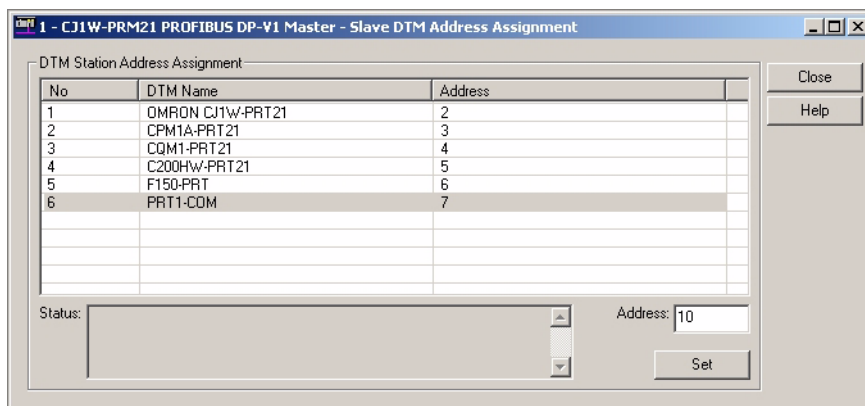 1 - CJ1W-PRM21 PROFIBUS DP-V1 Master - Slave DTM Address Assignment
DTM Station Address Assignment
No DTM Name Address
1 OMRON CJ1W-PRT21 2
2 CPM1A-PRT21 3
3 CQM1-PRT21 4
4 C200HW-PRT21 5
5 F150-PRT 6
6 PRT1-COM 7
Status:
Address: 10
Set
Close
Help